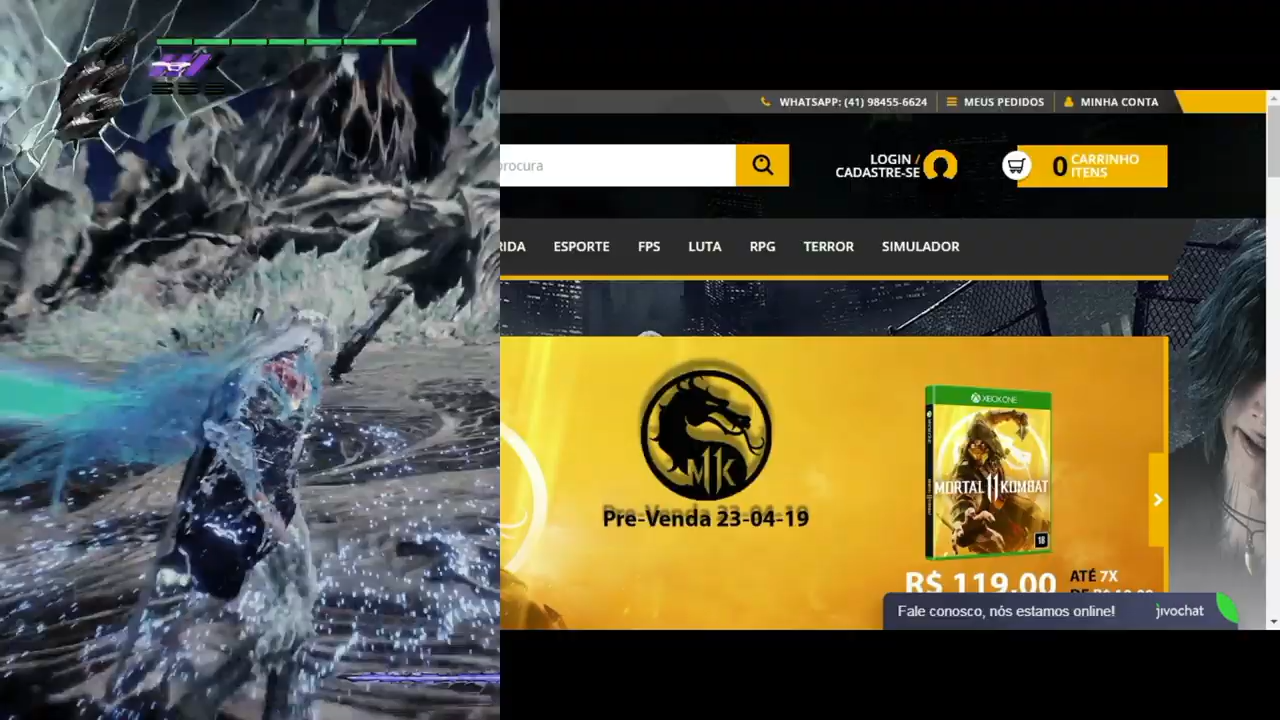 WHATSAPP: (41) 98455-6624
MEUS PEDIDOS
MINHA CONTA
procura
LOGIN /
CADASTRE-SE
0
CARRINHO
ITENS
RIDA
ESPORTE
FPS
LUTA
RPG
TERROR
SIMULADOR
MK
Pre-Venda 23-04-19
XBOX ONE
MORTAL 11 KOMBAT
18
R$ 119,00
ATÉ 7X
Fale conosco, nós estamos online!
jivochat